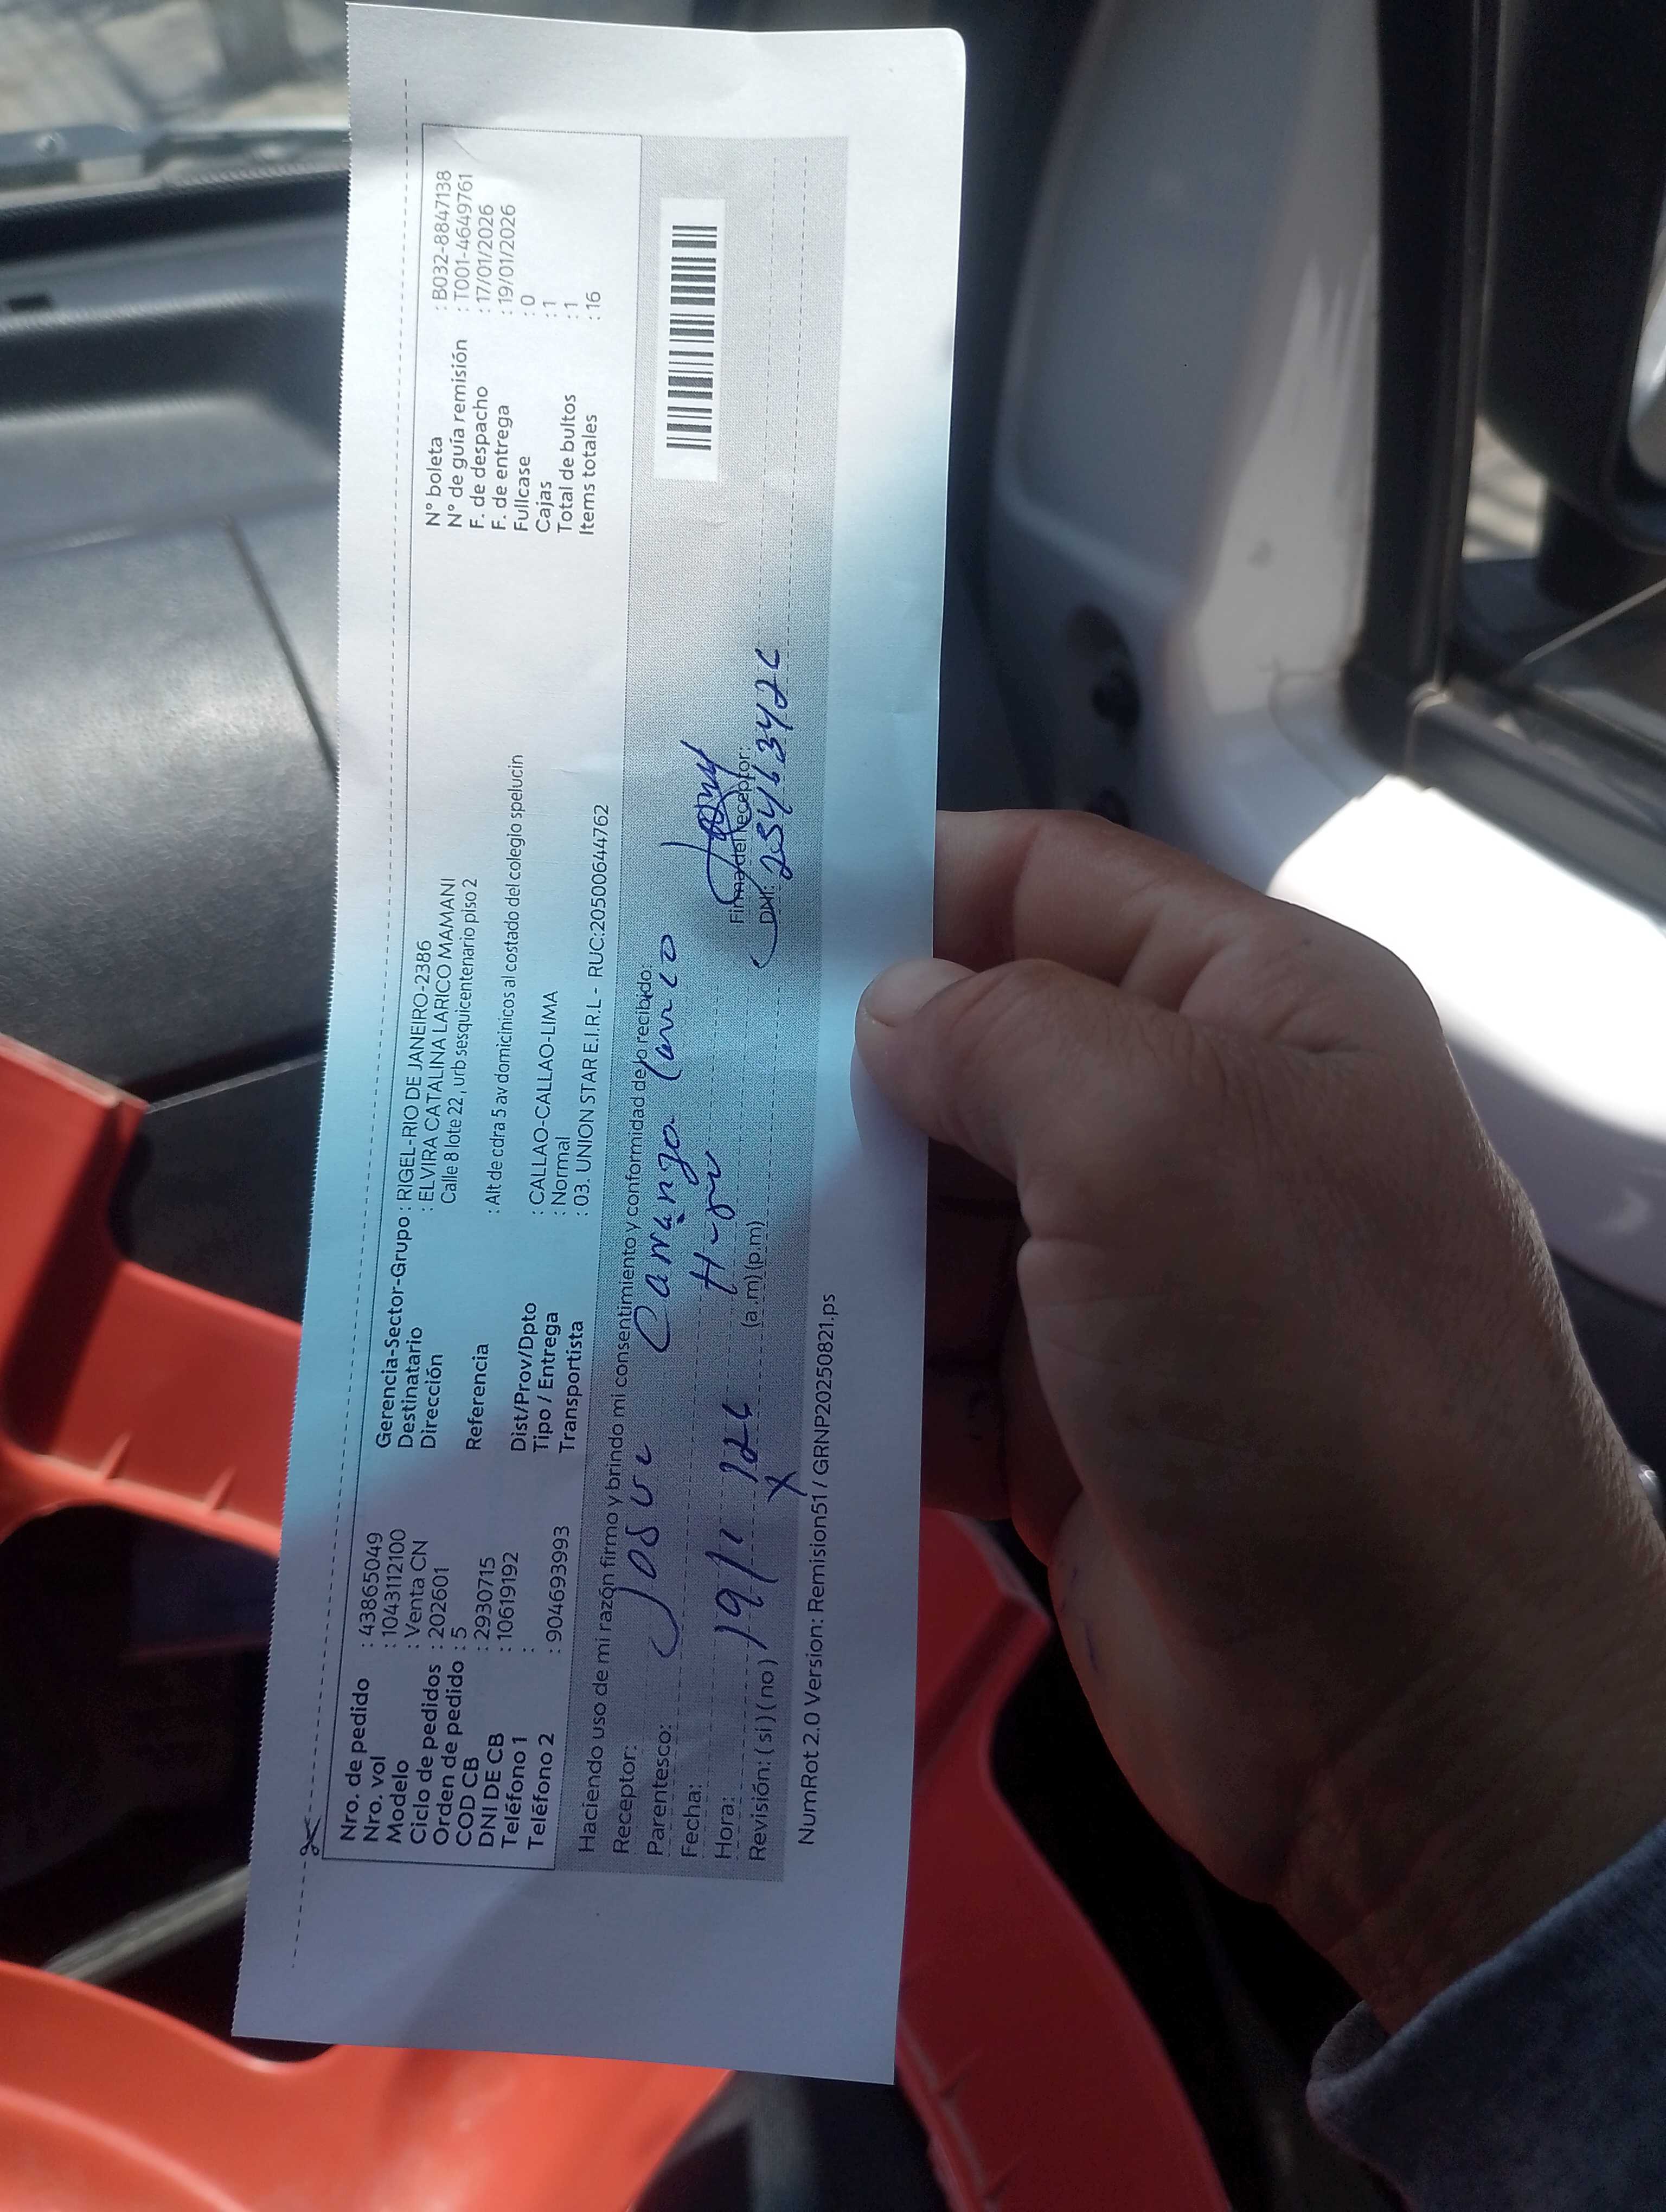 Nro. de pedido : 43865049
Nro. vol : 1043112100
Modelo : Venta CN
Ciclo de pedidos : 202601
Orden de pedido : 5
COD CB : 2930715
DNI DE CB : 10619192
Teléfono 1 :
Teléfono 2 : 904693993
Gerencia-Sector-Grupo : RIGEL-RIO DE JANEIRO-2386
Destinatario : ELVIRA CATALINA LARICO MAMANI
Dirección Calle 8 lote 22, urb sesquicentenario piso 2
Referencia : Alt de cdra 5 av domicinicos al costado del colegio spelucin
Dist/Prov/Dpto : CALLAO-CALLAO-LIMA
Tipo / Entrega : Normal
Transportista : 03. UNION STAR E.I.R.L - RUC:20500644762
N° boleta : B032-8847138
N° de guía remisión : T001-4649761
F. de despacho : 17/01/2026
F. de entrega : 19/01/2026
Fullcase : 0
Cajas : 1
Total de bultos : 1
Items totales : 16
Haciendo uso de mi razón firmo y brindo mi consentimiento y conformidad de lo recibido:
Receptor: Josue
Parentesco:
Fecha: 19/1
Hora: (a.m) (p.m)
Revisión: ( si ) ( no ) X
Firma del Receptor:
DNI:
NumRot 2.0 Version: Remision51 / GRNP20250821.ps